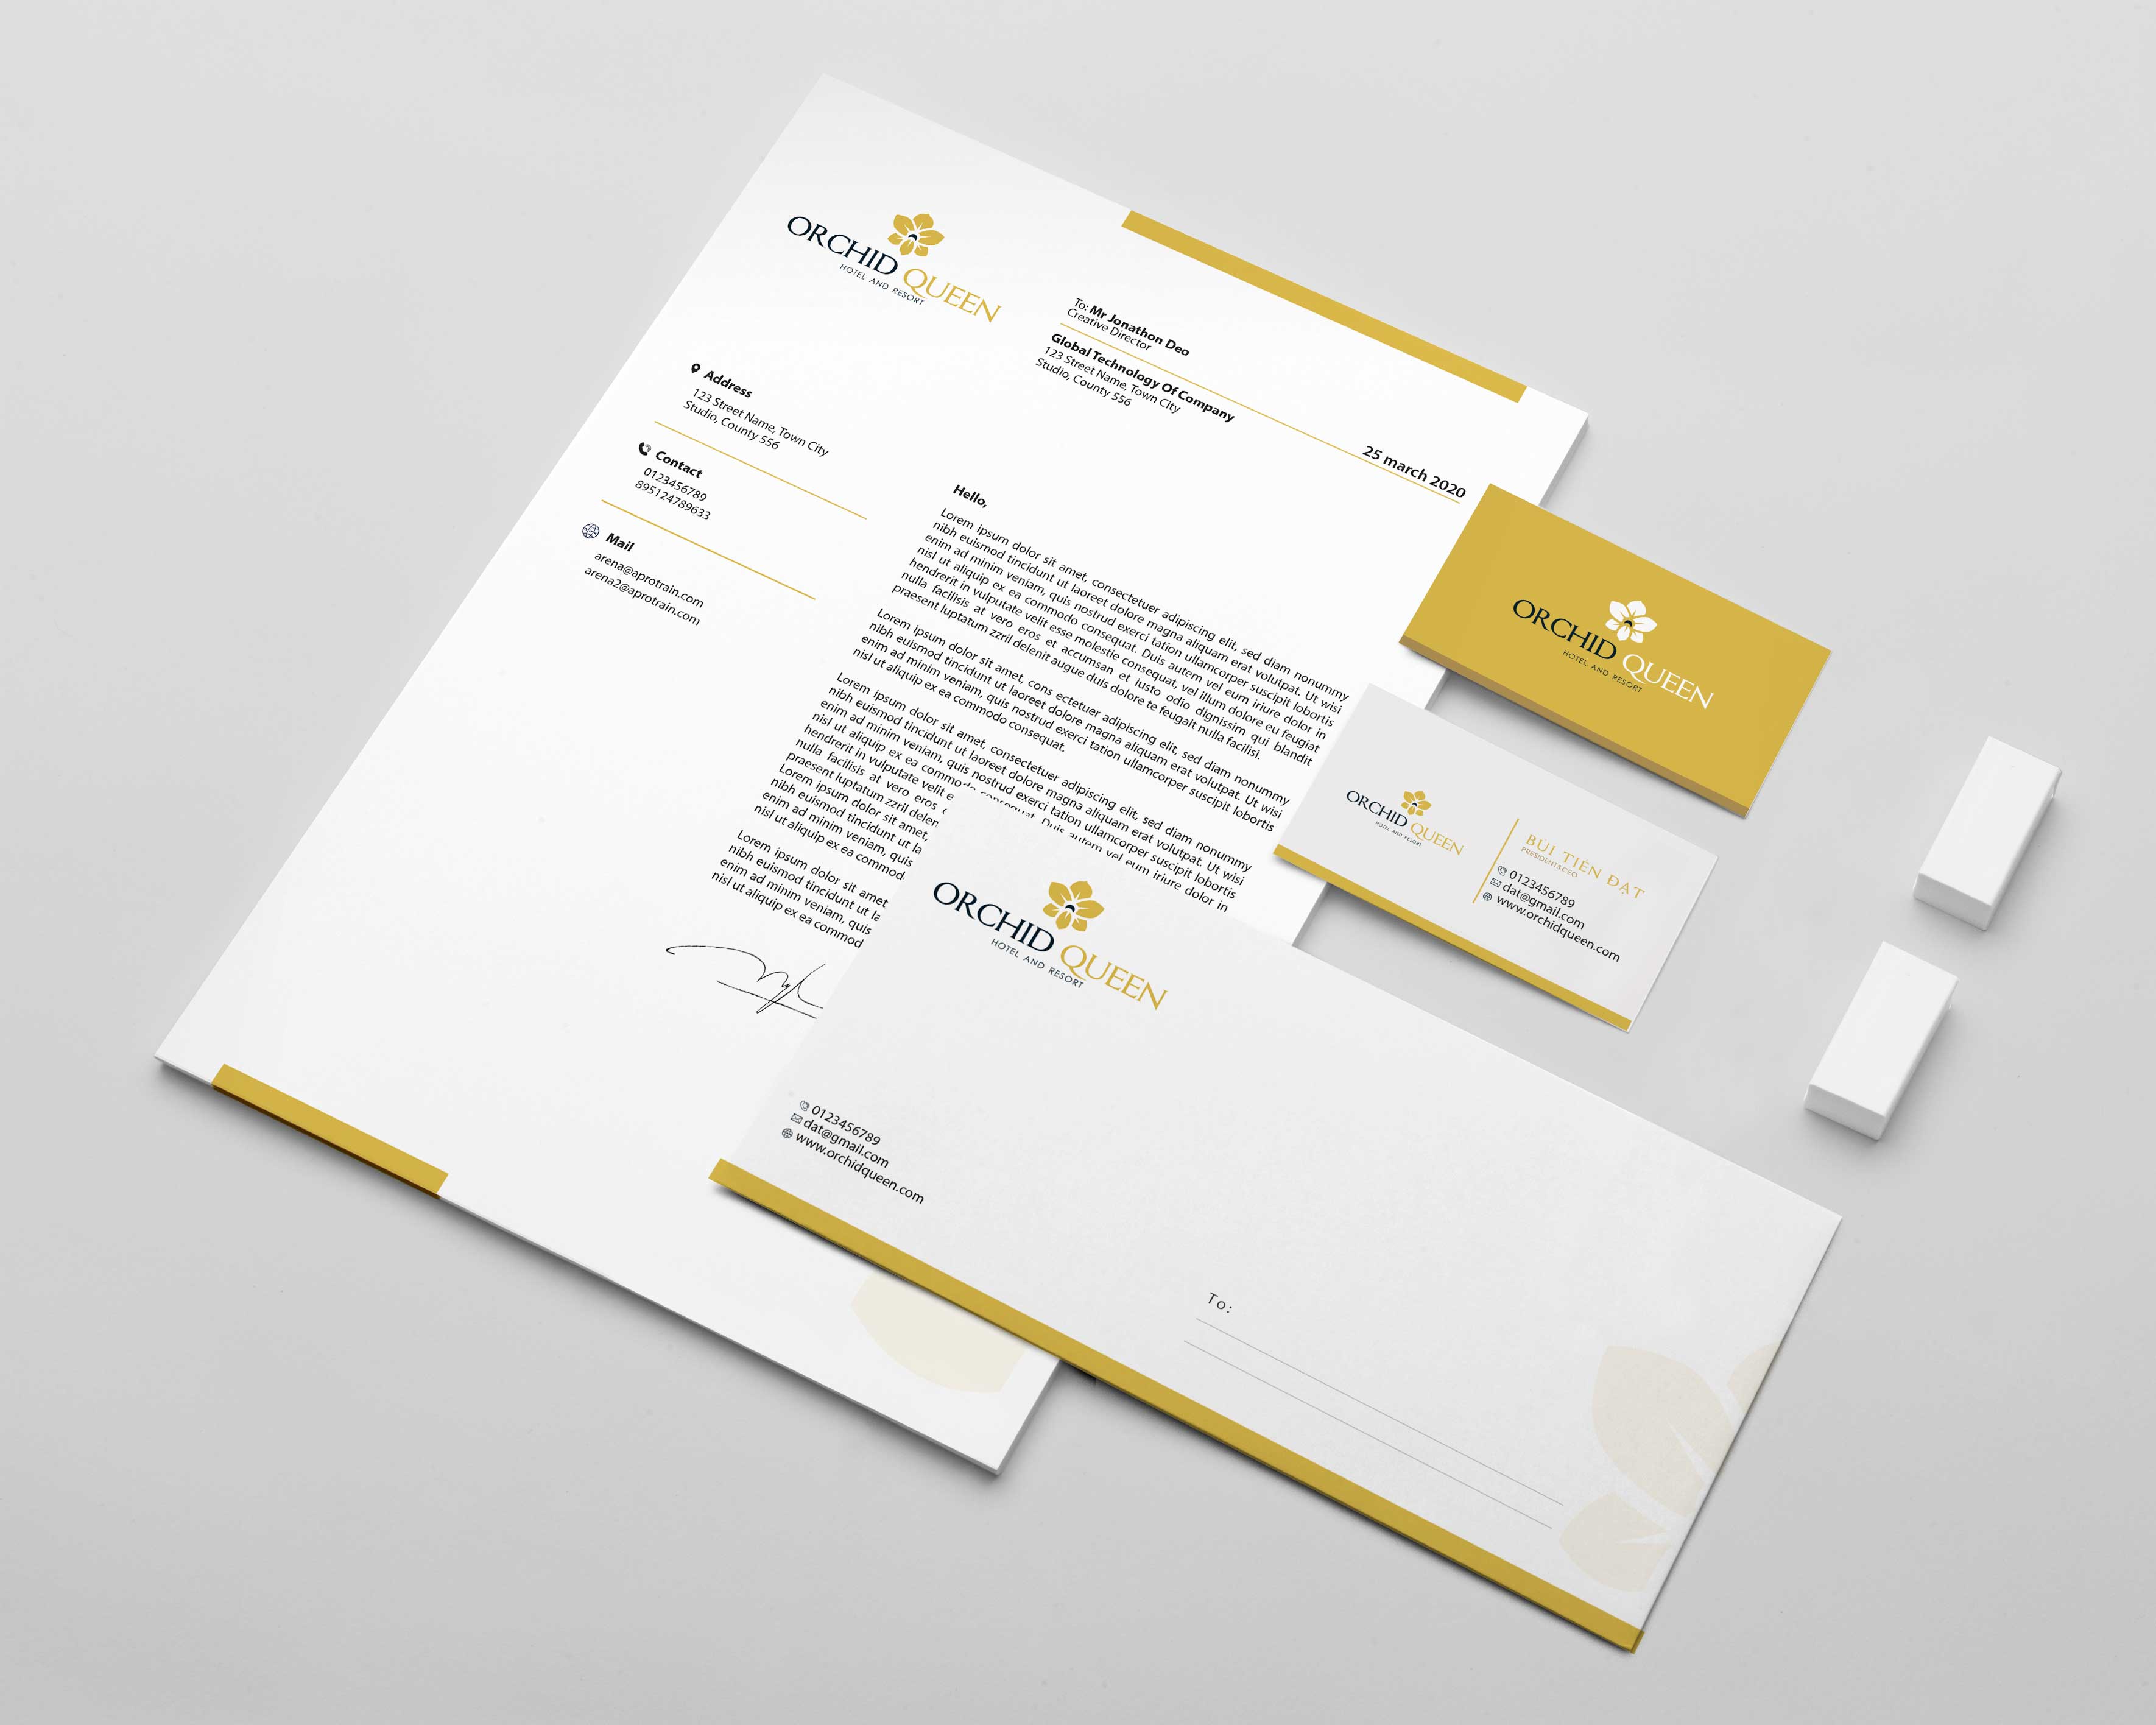 ORCHID QUEEN
HOTEL AND RESORT
To: Mr Jonathon Deo
Creative Director
Global Technology Of Company
123 Street Name, Town City
Studio, County 556
25 march 2020
Address
123 Street Name, Town City
Studio, County 556
Contact
0123456789
895124789633
Mail
arena@aprotrain.com
arena2@aprotrain.com
Hello,
Lorem ipsum dolor sit amet, consectetuer adipiscing elit, sed diam nonummy
nibh euismod tincidunt ut laoreet dolore magna aliquam erat volutpat. Ut wisi
enim ad minim veniam, quis nostrud exerci tation ullamcorper suscipit lobortis
nisl ut aliquip ex ea commodo consequat. Duis autem vel eum iriure dolor in
hendrerit in vulputate velit esse molestie consequat, vel illum dolore eu feugiat
nulla facilisis at vero eros et accumsan et iusto odio dignissim qui blandit
praesent luptatum zzril delenit augue duis dolore te feugait nulla facilisi.
Lorem ipsum dolor sit amet, cons ectetuer adipiscing elit, sed diam nonummy
nibh euismod tincidunt ut laoreet dolore magna aliquam erat volutpat. Ut wisi
enim ad minim veniam, quis nostrud exerci tation ullamcorper suscipit lobortis
nisl ut aliquip ex ea commodo consequat.
Lorem ipsum dolor sit amet, consectetuer adipiscing elit, sed diam nonummy
nibh euismod tincidunt ut laoreet dolore magna aliquam erat volutpat. Ut wisi
enim ad minim veniam, quis nostrud exerci tation ullamcorper suscipit lobortis
nisl ut aliquip ex ea commodo consequat. Duis autem vel eum iriure dolor in
hendrerit in vulputate velit e
nulla facilisis at vero eros
praesent luptatum zzril delen
Lorem ipsum dolor sit amet,
nibh euismod tincidunt ut la
enim ad minim veniam, quis
nisl ut aliquip ex ea commod
Lorem ipsum dolor sit amet
nibh euismod tincidunt ut la
enim ad minim veniam, quis
nisl ut aliquip ex ea commod
ORCHID QUEEN
HOTEL AND RESORT
ORCHID QUEEN
HOTEL AND RESORT
BÙI TIẾN ĐẠT
PRESIDENT&CEO
0123456789
dat@gmail.com
www.orchidqueen.com
ORCHID QUEEN
HOTEL AND RESORT
0123456789
dat@gmail.com
www.orchidqueen.com
To: